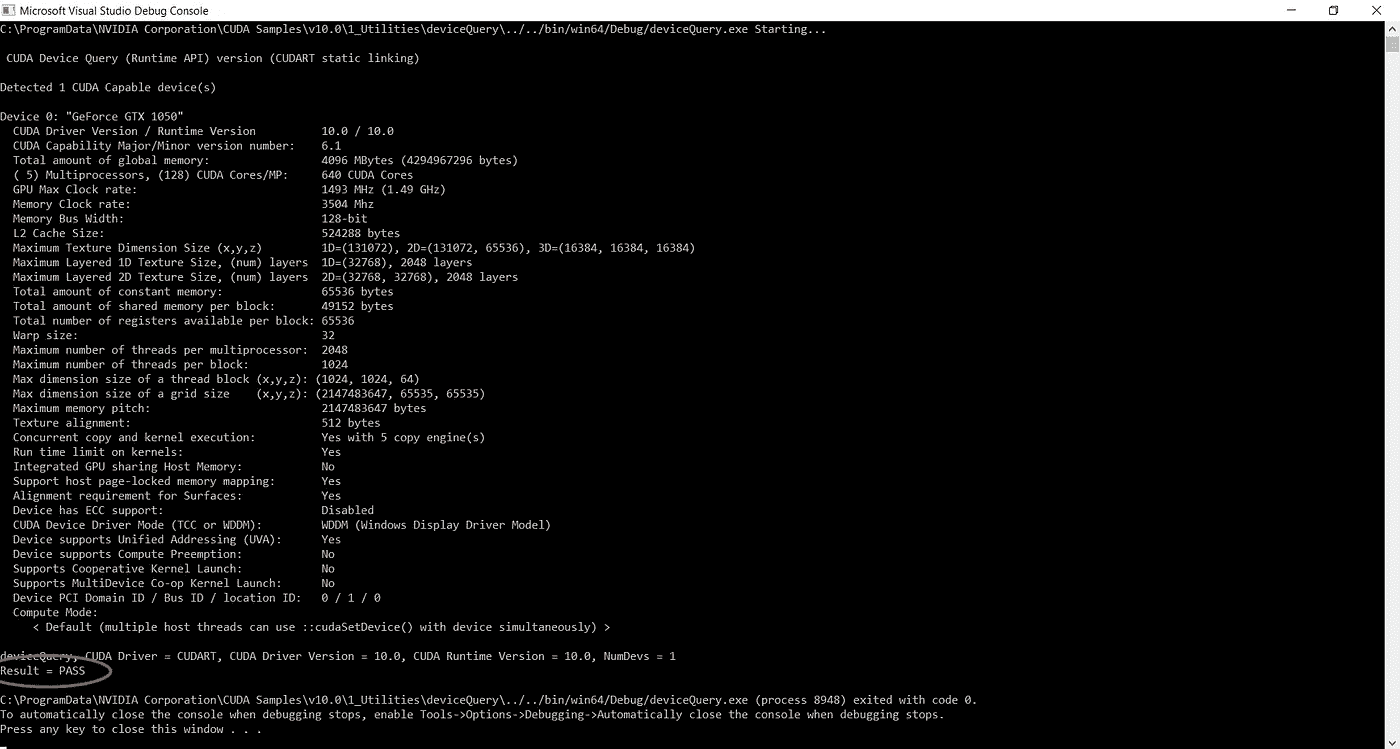 Microsoft Visual Studio Debug Console
C:\ProgramData\NVIDIA Corporation\CUDA Samples\v10.0\1_Utilities\deviceQuery\../../bin/win64/Debug/deviceQuery.exe Starting...
CUDA Device Query (Runtime API) version (CUDART static linking)
Detected 1 CUDA Capable device(s)
Device 0: "GeForce GTX 1050"
CUDA Driver Version / Runtime Version 10.0 / 10.0
CUDA Capability Major/Minor version number: 6.1
Total amount of global memory: 4096 MBytes (4294967296 bytes)
( 5) Multiprocessors, (128) CUDA Cores/MP: 640 CUDA Cores
GPU Max Clock rate: 1493 MHz (1.49 GHz)
Memory Clock rate: 3504 Mhz
Memory Bus Width: 128-bit
L2 Cache Size: 524288 bytes
Maximum Texture Dimension Size (x,y,z) 1D=(131072), 2D=(131072, 65536), 3D=(16384, 16384, 16384)
Maximum Layered 1D Texture Size, (num) layers 1D=(32768), 2048 layers
Maximum Layered 2D Texture Size, (num) layers 2D=(32768, 32768), 2048 layers
Total amount of constant memory: 65536 bytes
Total amount of shared memory per block: 49152 bytes
Total number of registers available per block: 65536
Warp size: 32
Maximum number of threads per multiprocessor: 2048
Maximum number of threads per block: 1024
Max dimension size of a thread block (x,y,z): (1024, 1024, 64)
Max dimension size of a grid size (x,y,z): (2147483647, 65535, 65535)
Maximum memory pitch: 2147483647 bytes
Texture alignment: 512 bytes
Concurrent copy and kernel execution: Yes with 5 copy engine(s)
Run time limit on kernels: Yes
Integrated GPU sharing Host Memory: No
Support host page-locked memory mapping: Yes
Alignment requirement for Surfaces: Yes
Device has ECC support: Disabled
CUDA Device Driver Mode (TCC or WDDM): WDDM (Windows Display Driver Model)
Device supports Unified Addressing (UVA): Yes
Device supports Compute Preemption: No
Supports Cooperative Kernel Launch: No
Supports MultiDevice Co-op Kernel Launch: No
Device PCI Domain ID / Bus ID / location ID: 0 / 1 / 0
Compute Mode:
< Default (multiple host threads can use ::cudaSetDevice() with device simultaneously) >
deviceQuery, CUDA Driver = CUDART, CUDA Driver Version = 10.0, CUDA Runtime Version = 10.0, NumDevs = 1
Result = PASS
C:\ProgramData\NVIDIA Corporation\CUDA Samples\v10.0\1_Utilities\deviceQuery\../../bin/win64/Debug/deviceQuery.exe (process 8948) exited with code 0.
To automatically close the console when debugging stops, enable Tools->Options->Debugging->Automatically close the console when debugging stops.
Press any key to close this window . . .